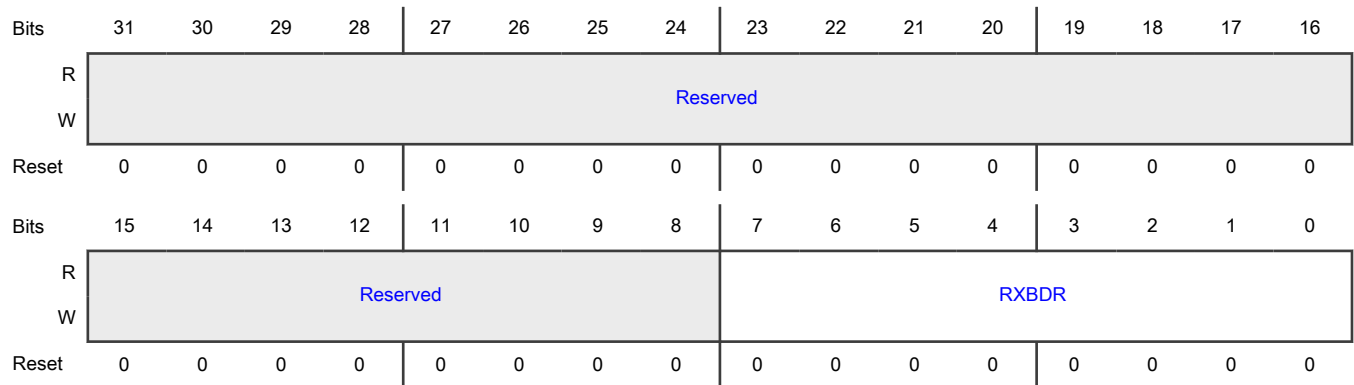 Bits 31 30 29 28 27 26 25 24 23 22 21 20 19 18 17 16
R
Reserved
W
Reset 0 0 0 0 0 0 0 0 0 0 0 0 0 0 0 0
Bits 15 14 13 12 11 10 9 8 7 6 5 4 3 2 1 0
R
Reserved RXBDR
W
Reset 0 0 0 0 0 0 0 0 0 0 0 0 0 0 0 0